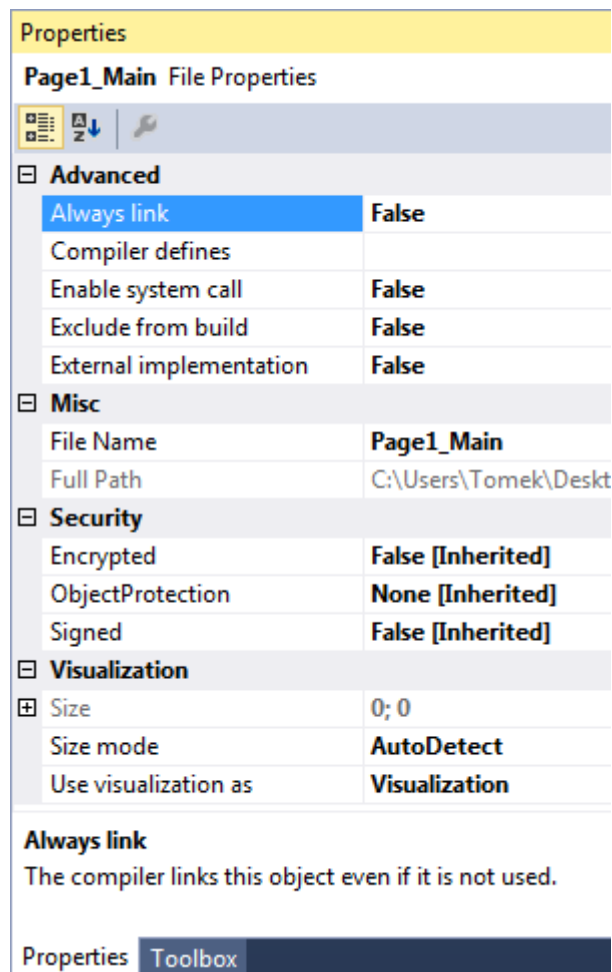 Properties
Page1_Main File Properties
Advanced
Always link False
Compiler defines
Enable system call False
Exclude from build False
External implementation False
Misc
File Name Page1_Main
Full Path C:\Users\Tomek\Deskt
Security
Encrypted False [Inherited]
ObjectProtection None [Inherited]
Signed False [Inherited]
Visualization
Size 0; 0
Size mode AutoDetect
Use visualization as Visualization
Always link
The compiler links this object even if it is not used.
Properties Toolbox